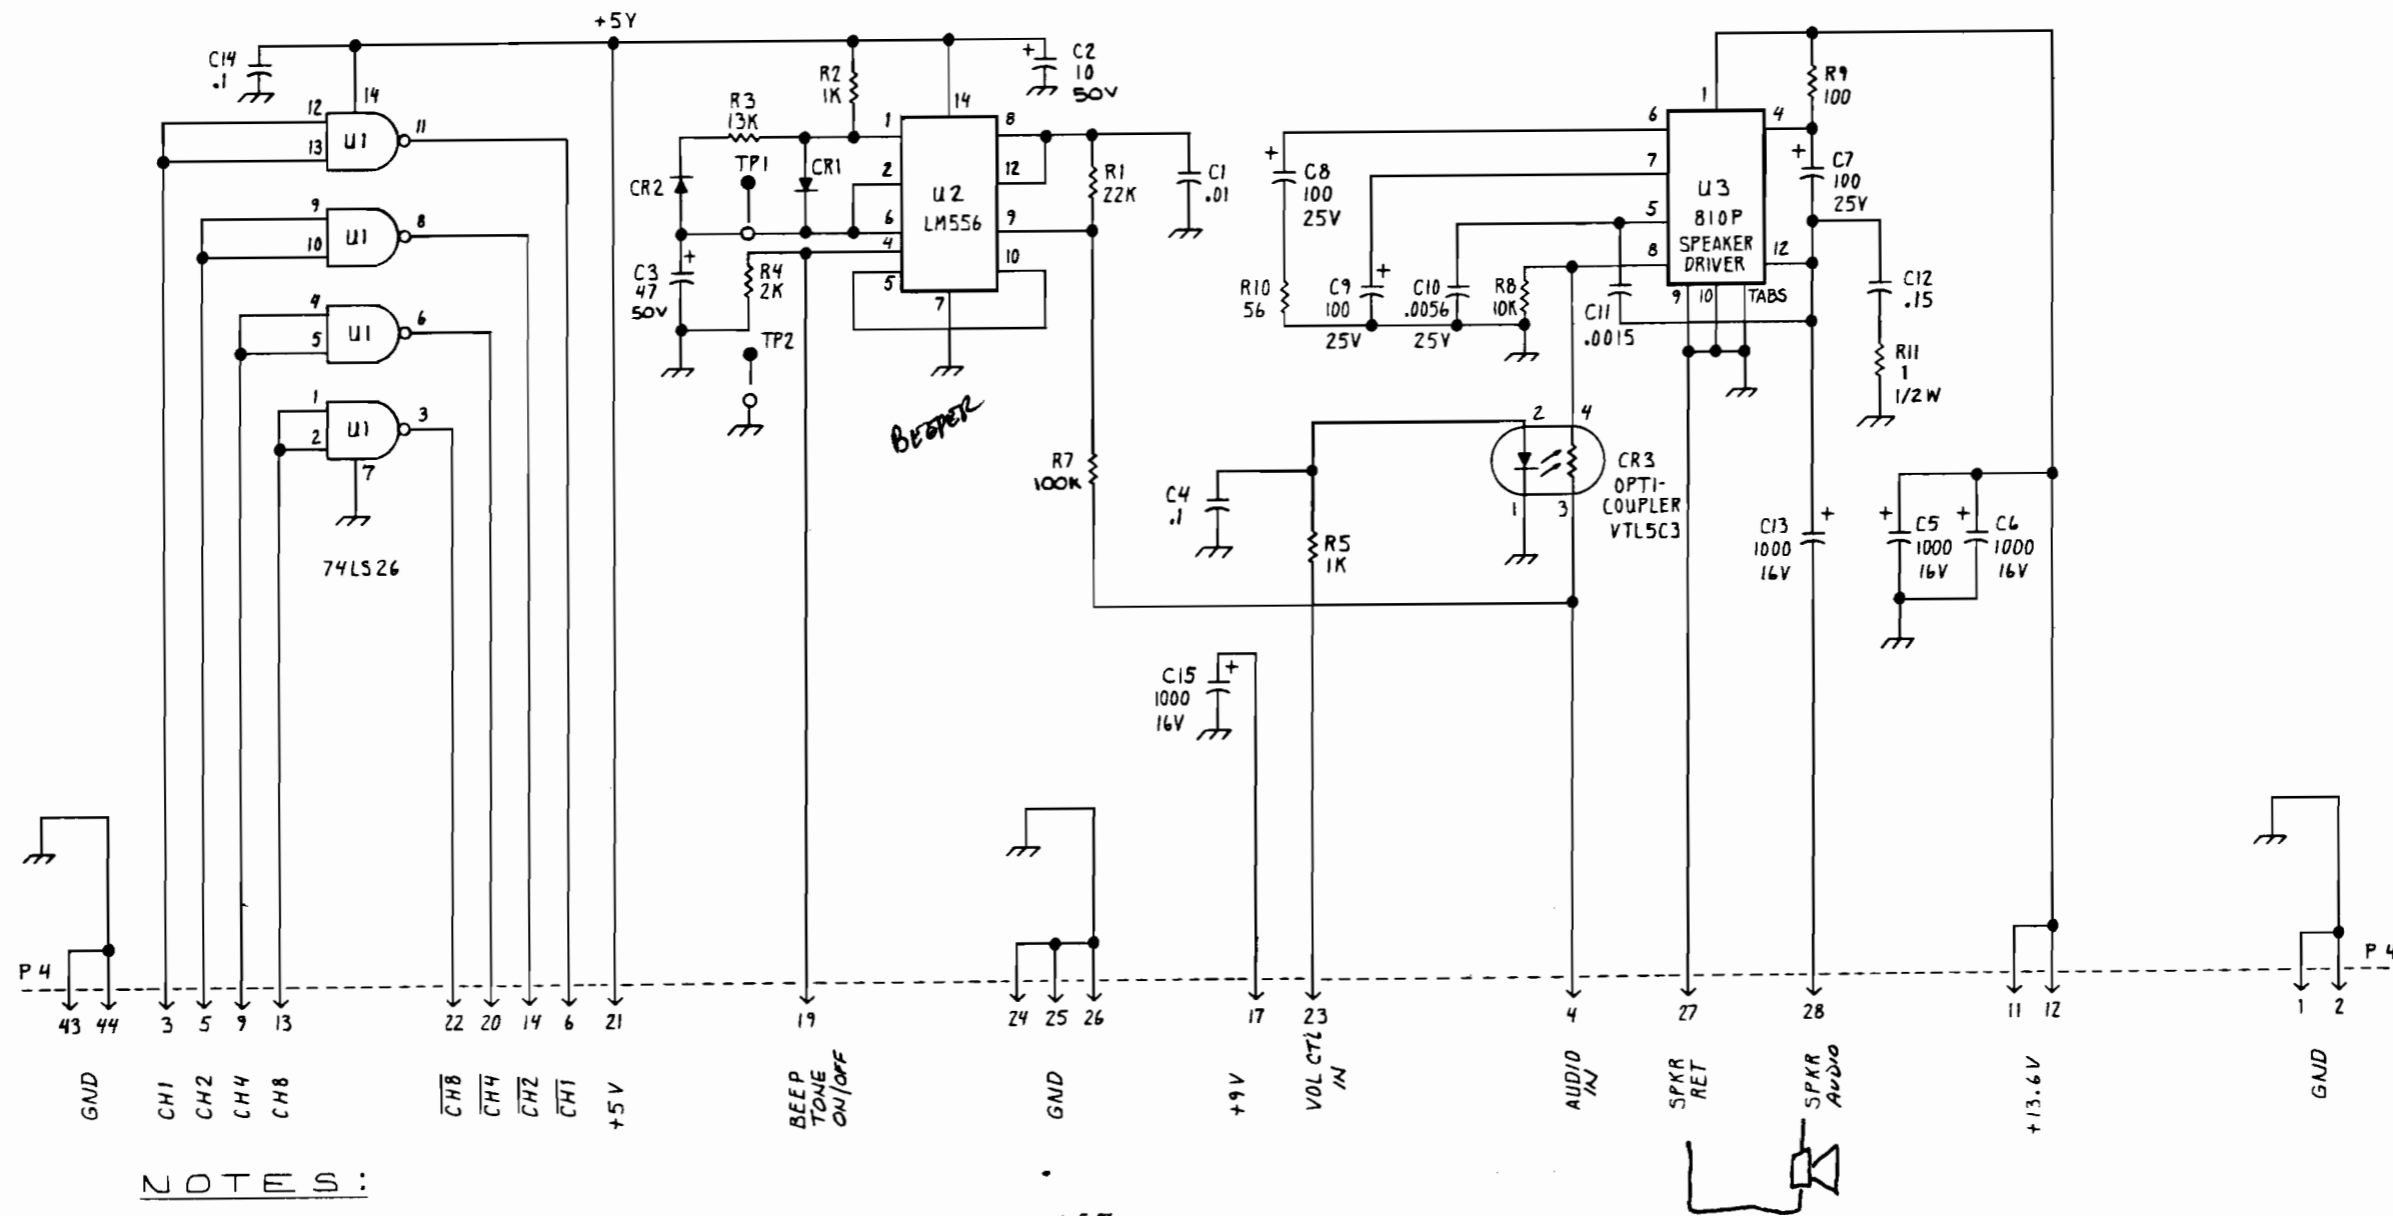 +5V
C14
.1
14
12
13
U1
11
9
10
U1
8
4
5
U1
6
1
2
U1
3
7
74LS26
R2
1K
R3
13K
TP1
CR1
CR2
C3
47
50V
+
R4
2K
TP2
14
1
2
6
4
5
U2
LM556
8
12
9
10
7
BEEPER
+
C2
10
50V
R1
22K
C1
.01
R7
100K
+
C8
100
25V
R10
56
+
C9
100
25V
C10
.0056
25V
R8
10K
C11
.0015
1
6
7
5
8
U3
810P
SPEAKER
DRIVER
4
12
9
10
TABS
R9
100
+
C7
100
25V
C12
.15
R11
1
1/2W
2
4
1
3
CR3
OPTI-
COUPLER
VTL5C3
C4
.1
R5
1K
C13
1000
16V
+
+
C5
1000
16V
+
C6
1000
16V
C15
1000
16V
+
P4
P4
43 44 3 5 9 13 22 20 14 6 21 19 24 25 26 17 23 4 27 28 11 12 1 2
GND
CH1
CH2
CH4
CH8
CH8
CH4
CH2
CH1
+5V
BEEP
TONE
ON/OFF
GND
+9V
VOL CTL
IN
AUDIO
IN
SPKR
RET
SPKR
AUDIO
+13.6V
GND
NOTES: